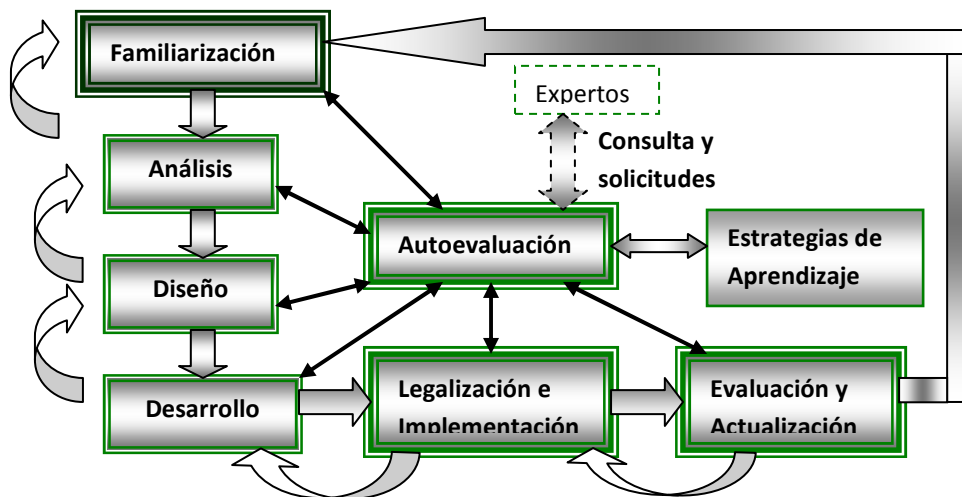 Familiarización
Expertos
Consulta y
solicitudes
Análisis
Autoevaluación
Estrategias de
Aprendizaje
Diseño
Desarrollo
Legalización e
Implementación
Evaluación y
Actualización